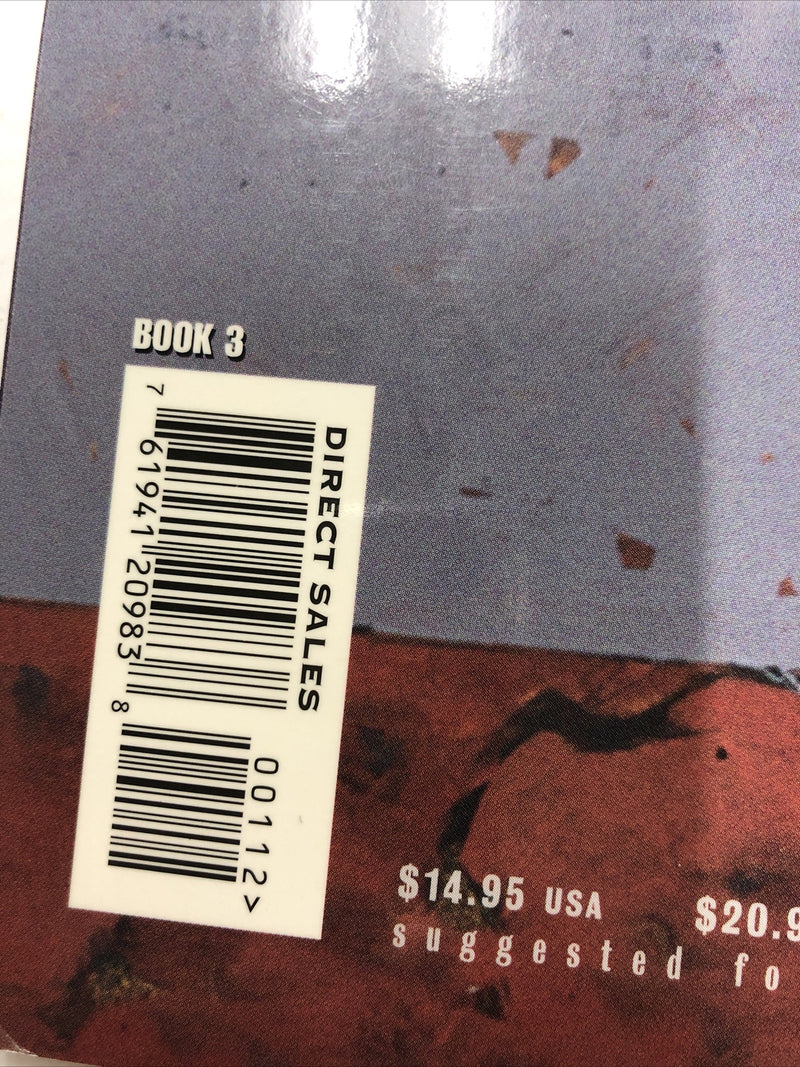 BOOK 3
DIRECT SALES
7 61941 20983 8
00112>
$14.95 USA $20.9
suggested fo